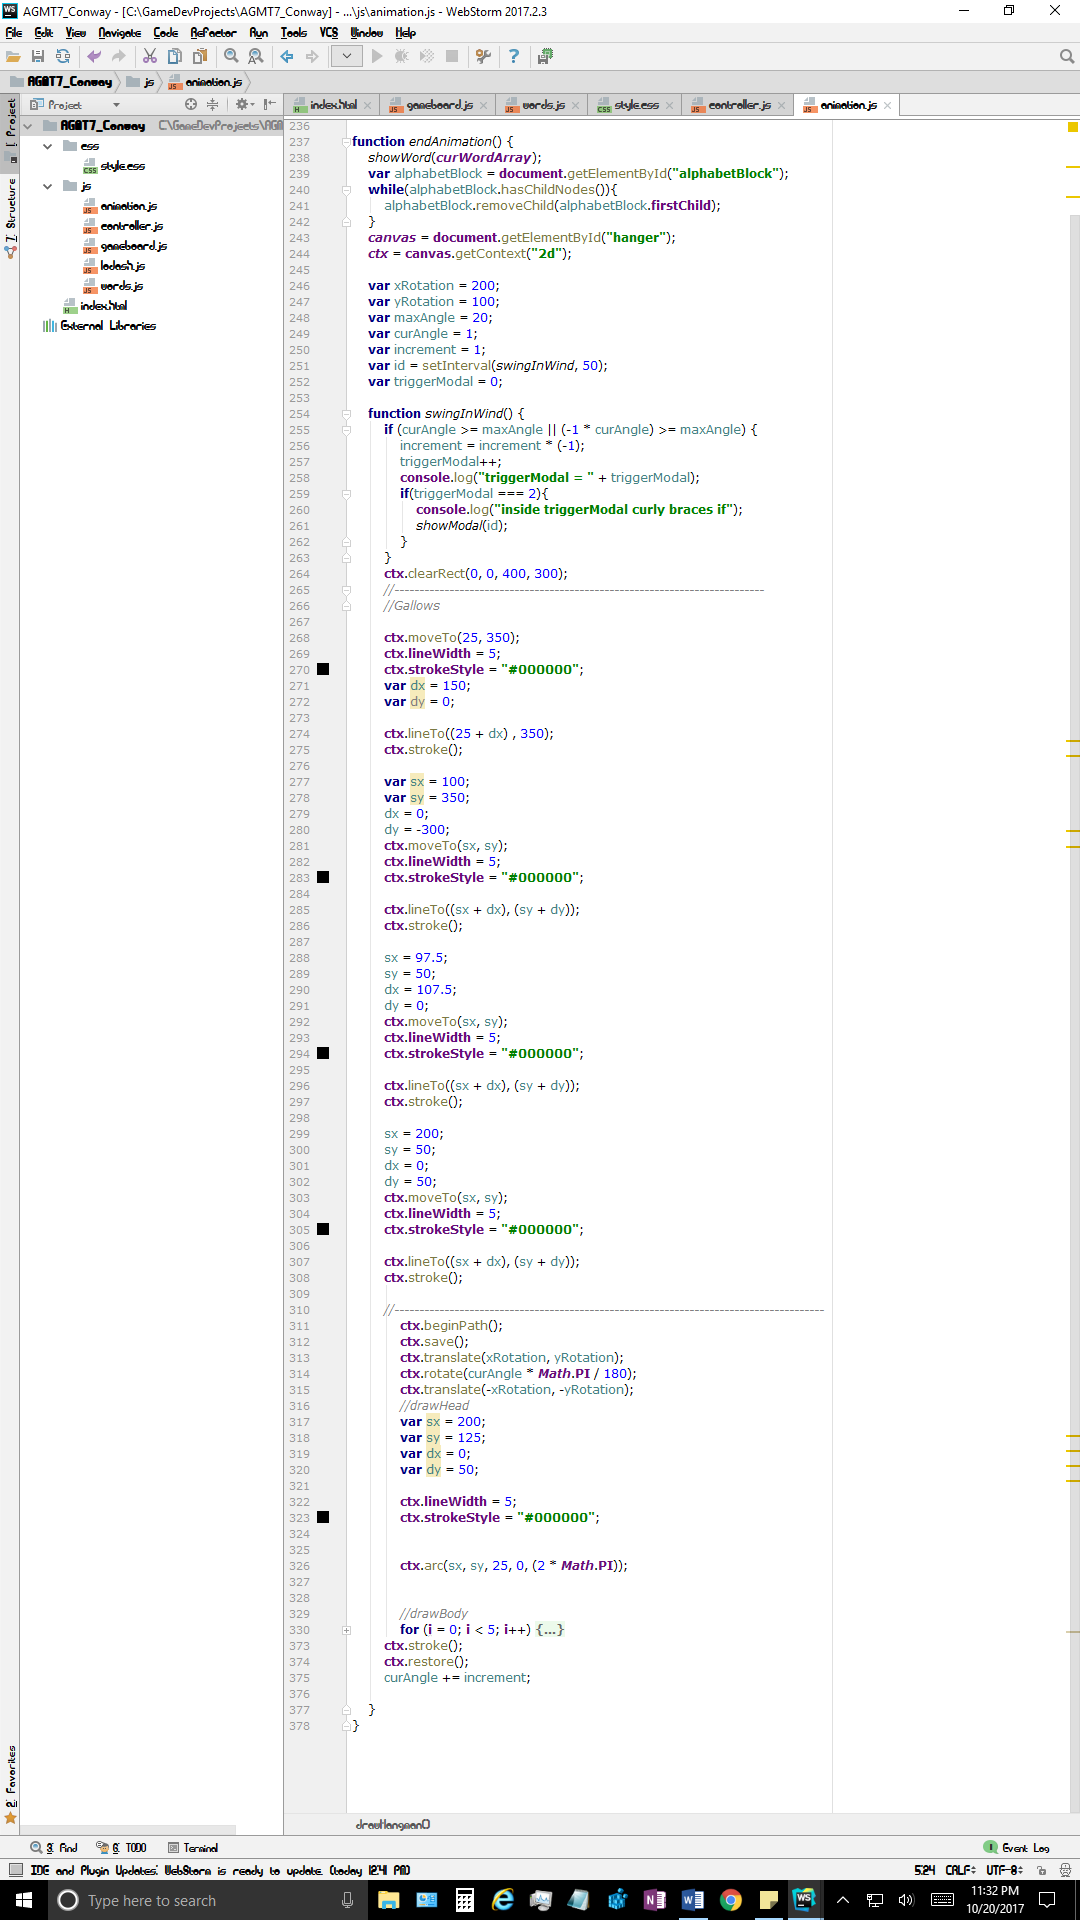 AGMT7_Conway - [C:\GameDevProjects\AGMT7_Conway] - ...\js\animation.js - WebStorm 2017.2.3
File Edit View Navigate Code Refactor Run Tools VCS Window Help
AGMT7_Conway js animation.js
Project
index.html gameboard.js words.js style.css controller.js animation.js
1: Project
7: Structure
2: Favorites
AGMT7_Conway C:\GameDevProjects\AGM
css
style.css
js
animation.js
controller.js
gameboard.js
lodash.js
words.js
index.html
External Libraries
236
237 function endAnimation() {
238 showWord(curWordArray);
239 var alphabetBlock = document.getElementById("alphabetBlock");
240 while(alphabetBlock.hasChildNodes()){
241 alphabetBlock.removeChild(alphabetBlock.firstChild);
242 }
243 canvas = document.getElementById("hanger");
244 ctx = canvas.getContext("2d");
245
246 var xRotation = 200;
247 var yRotation = 100;
248 var maxAngle = 20;
249 var curAngle = 1;
250 var increment = 1;
251 var id = setInterval(swingInWind, 50);
252 var triggerModal = 0;
253
254 function swingInWind() {
255 if (curAngle >= maxAngle || (-1 * curAngle) >= maxAngle) {
256 increment = increment * (-1);
257 triggerModal++;
258 console.log("triggerModal = " + triggerModal);
259 if(triggerModal === 2){
260 console.log("inside triggerModal curly braces if");
261 showModal(id);
262 }
263 }
264 ctx.clearRect(0, 0, 400, 300);
265 //--------------------------------------------------------------------------
266 //Gallows
267
268 ctx.moveTo(25, 350);
269 ctx.lineWidth = 5;
270 ctx.strokeStyle = "#000000";
271 var dx = 150;
272 var dy = 0;
273
274 ctx.lineTo((25 + dx) , 350);
275 ctx.stroke();
276
277 var sx = 100;
278 var sy = 350;
279 dx = 0;
280 dy = -300;
281 ctx.moveTo(sx, sy);
282 ctx.lineWidth = 5;
283 ctx.strokeStyle = "#000000";
284
285 ctx.lineTo((sx + dx), (sy + dy));
286 ctx.stroke();
287
288 sx = 97.5;
289 sy = 50;
290 dx = 107.5;
291 dy = 0;
292 ctx.moveTo(sx, sy);
293 ctx.lineWidth = 5;
294 ctx.strokeStyle = "#000000";
295
296 ctx.lineTo((sx + dx), (sy + dy));
297 ctx.stroke();
298
299 sx = 200;
300 sy = 50;
301 dx = 0;
302 dy = 50;
303 ctx.moveTo(sx, sy);
304 ctx.lineWidth = 5;
305 ctx.strokeStyle = "#000000";
306
307 ctx.lineTo((sx + dx), (sy + dy));
308 ctx.stroke();
309
310 //--------------------------------------------------------------------------------------
311 ctx.beginPath();
312 ctx.save();
313 ctx.translate(xRotation, yRotation);
314 ctx.rotate(curAngle * Math.PI / 180);
315 ctx.translate(-xRotation, -yRotation);
316 //drawHead
317 var sx = 200;
318 var sy = 125;
319 var dx = 0;
320 var dy = 50;
321
322 ctx.lineWidth = 5;
323 ctx.strokeStyle = "#000000";
324
325
326 ctx.arc(sx, sy, 25, 0, (2 * Math.PI));
327
328
329 //drawBody
330 for (i = 0; i < 5; i++) {...}
373 ctx.stroke();
374 ctx.restore();
375 curAngle += increment;
376
377 }
378 }
drawHangman()
3: Find 6: TODO Terminal Event Log
IDE and Plugin Updates: WebStorm is ready to update. (today 12:41 PM) 5:24 CRLF÷ UTF-8÷
Type here to search
11:32 PM
10/20/2017